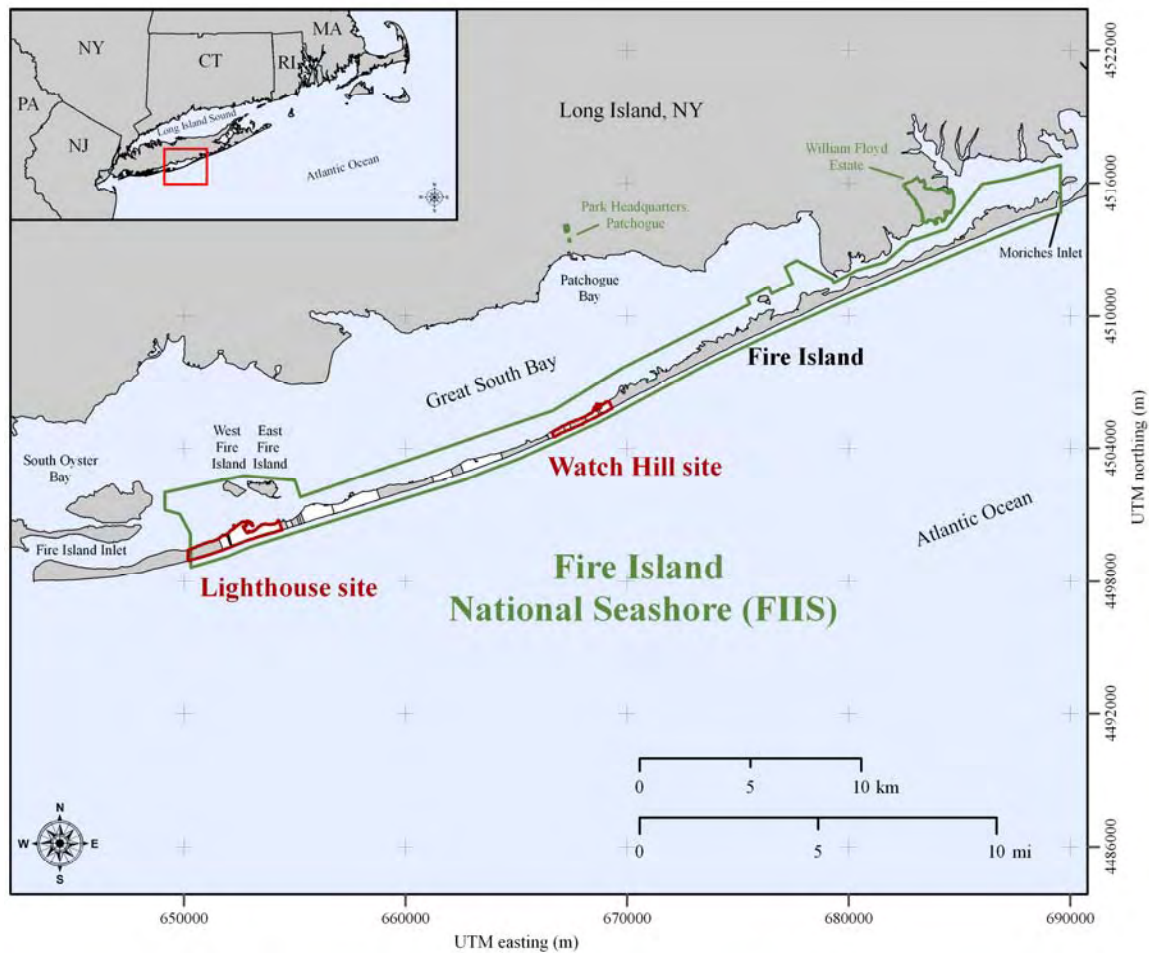 NY
MA
CT
RI
PA
NJ
Long Island Sound
Atlantic Ocean
N
W
E
S
Long Island, NY
William Floyd
Estate
Park Headquarters,
Patchogue
Patchogue
Bay
Moriches Inlet
Fire Island
Great South Bay
West
Fire
Island
East
Fire
Island
South Oyster
Bay
Watch Hill site
Fire Island Inlet
Lighthouse site
Atlantic Ocean
Fire Island
National Seashore (FIIS)
0
5
10 km
0
5
10 mi
N
W
E
S
4522000
4516000
4510000
4504000
4498000
4492000
4486000
UTM northing (m)
650000
660000
670000
680000
690000
UTM easting (m)